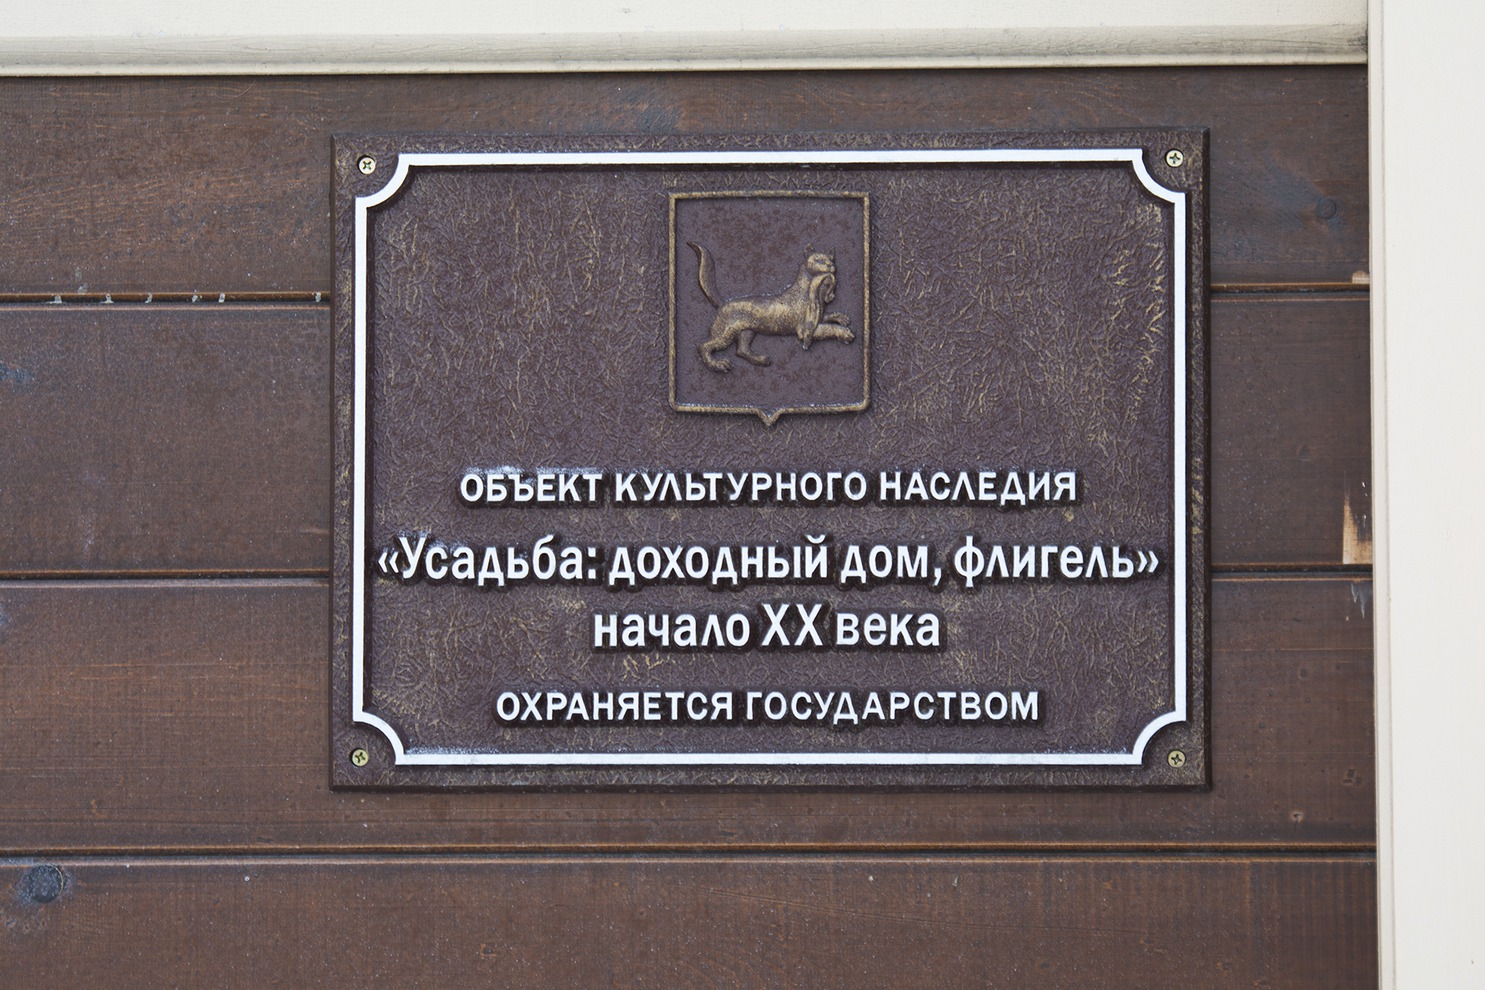 ОБЪЕКТ КУЛЬТУРНОГО НАСЛЕДИЯ
«Усадьба: доходный дом, флигель»
начало XX века
ОХРАНЯЕТСЯ ГОСУДАРСТВОМ